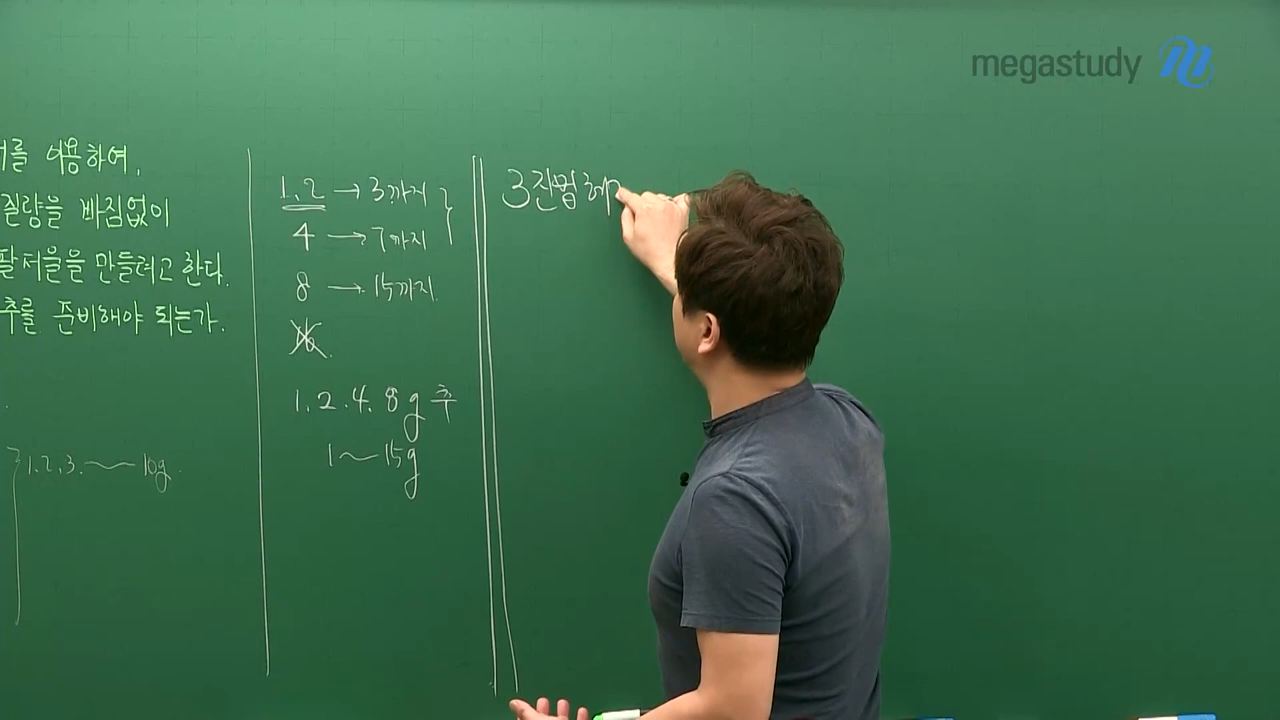 megastudy
를 이용하여,
질량을 빠짐없이
팔저울을 만들려고 한다.
추를 준비해야 되는가.
1, 2, 3. ~ 10g.
1, 2 → 3까지
4 → 7까지
8 → 15까지.
16.
1. 2. 4. 8g 추
1 ~ 15g
3진법